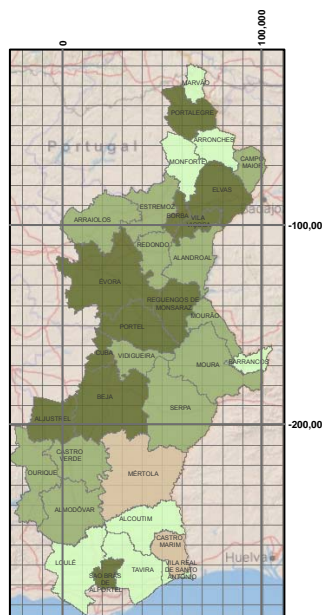 0
100,000
MARVÃO
PORTALEGRE
Portugal
ARRONCHES
MONFORTE
CAMPO
MAIOR
ELVAS
Badajo
ESTREMOZ
BORBA
VILA
ARRAIOLOS
-100,00
REDONDO
ALANDROAL
ÉVORA
REGUENGOS DE
MONSARAZ
MOURÃO
PORTEL
CUBA
VIDIGUEIRA
MOURA
BARRANCOS
BEJA
ALJUSTREL
SERPA
-200,00
CASTRO
VERDE
OURIQUE
MÉRTOLA
ALMODÔVAR
ALCOUTIM
CASTRO
MARIM
LOULÉ
Huelva
SÃO BRÁS
DE
ALPORTEL
TAVIRA
VILA REAL
DE SANTO
ANTÓNIO